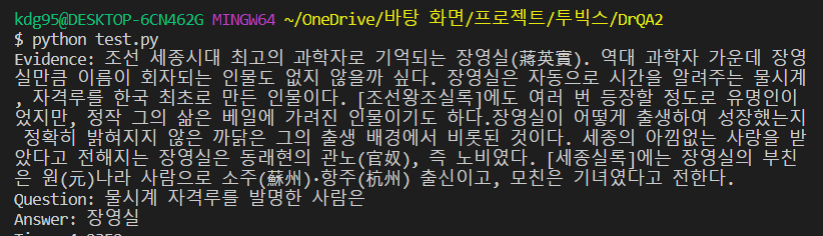 kdg95@DESKTOP-6CN462G MINGW64 ~/OneDrive/바탕 화면/프로젝트/투빅스/DrQA2
$ python test.py
Evidence: 조선 세종시대 최고의 과학자로 기억되는 장영실(蔣英實). 역대 과학자 가운데 장영
실만큼 이름이 회자되는 인물도 없지 않을까 싶다. 장영실은 자동으로 시간을 알려주는 물시계
, 자격루를 한국 최초로 만든 인물이다. [조선왕조실록]에도 여러 번 등장할 정도로 유명인이
었지만, 정작 그의 삶은 베일에 가려진 인물이기도 하다.장영실이 어떻게 출생하여 성장했는지
정확히 밝혀지지 않은 까닭은 그의 출생 배경에서 비롯된 것이다. 세종의 아낌없는 사랑을 받
았다고 전해지는 장영실은 동래현의 관노(官奴), 즉 노비였다. [세종실록]에는 장영실의 부친
은 원(元)나라 사람으로 소주(蘇州)·항주(杭州) 출신이고, 모친은 기녀였다고 전한다.
Question: 물시계 자격루를 발명한 사람은
Answer: 장영실